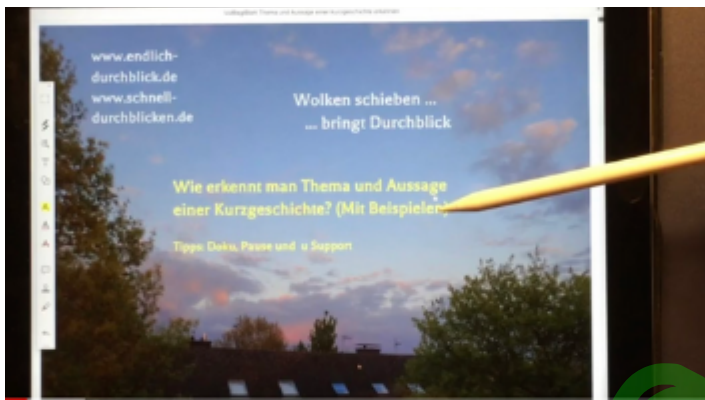 www.endlich-
durchblick.de
www.schnell-
durchblicken.de
Wolken schieben ...
.... bringt Durchblick
Wie erkennt man Thema und Aussage
einer Kurzgeschichte? (Mit Beispielen)
Tipps: Doku, Pause und u Support